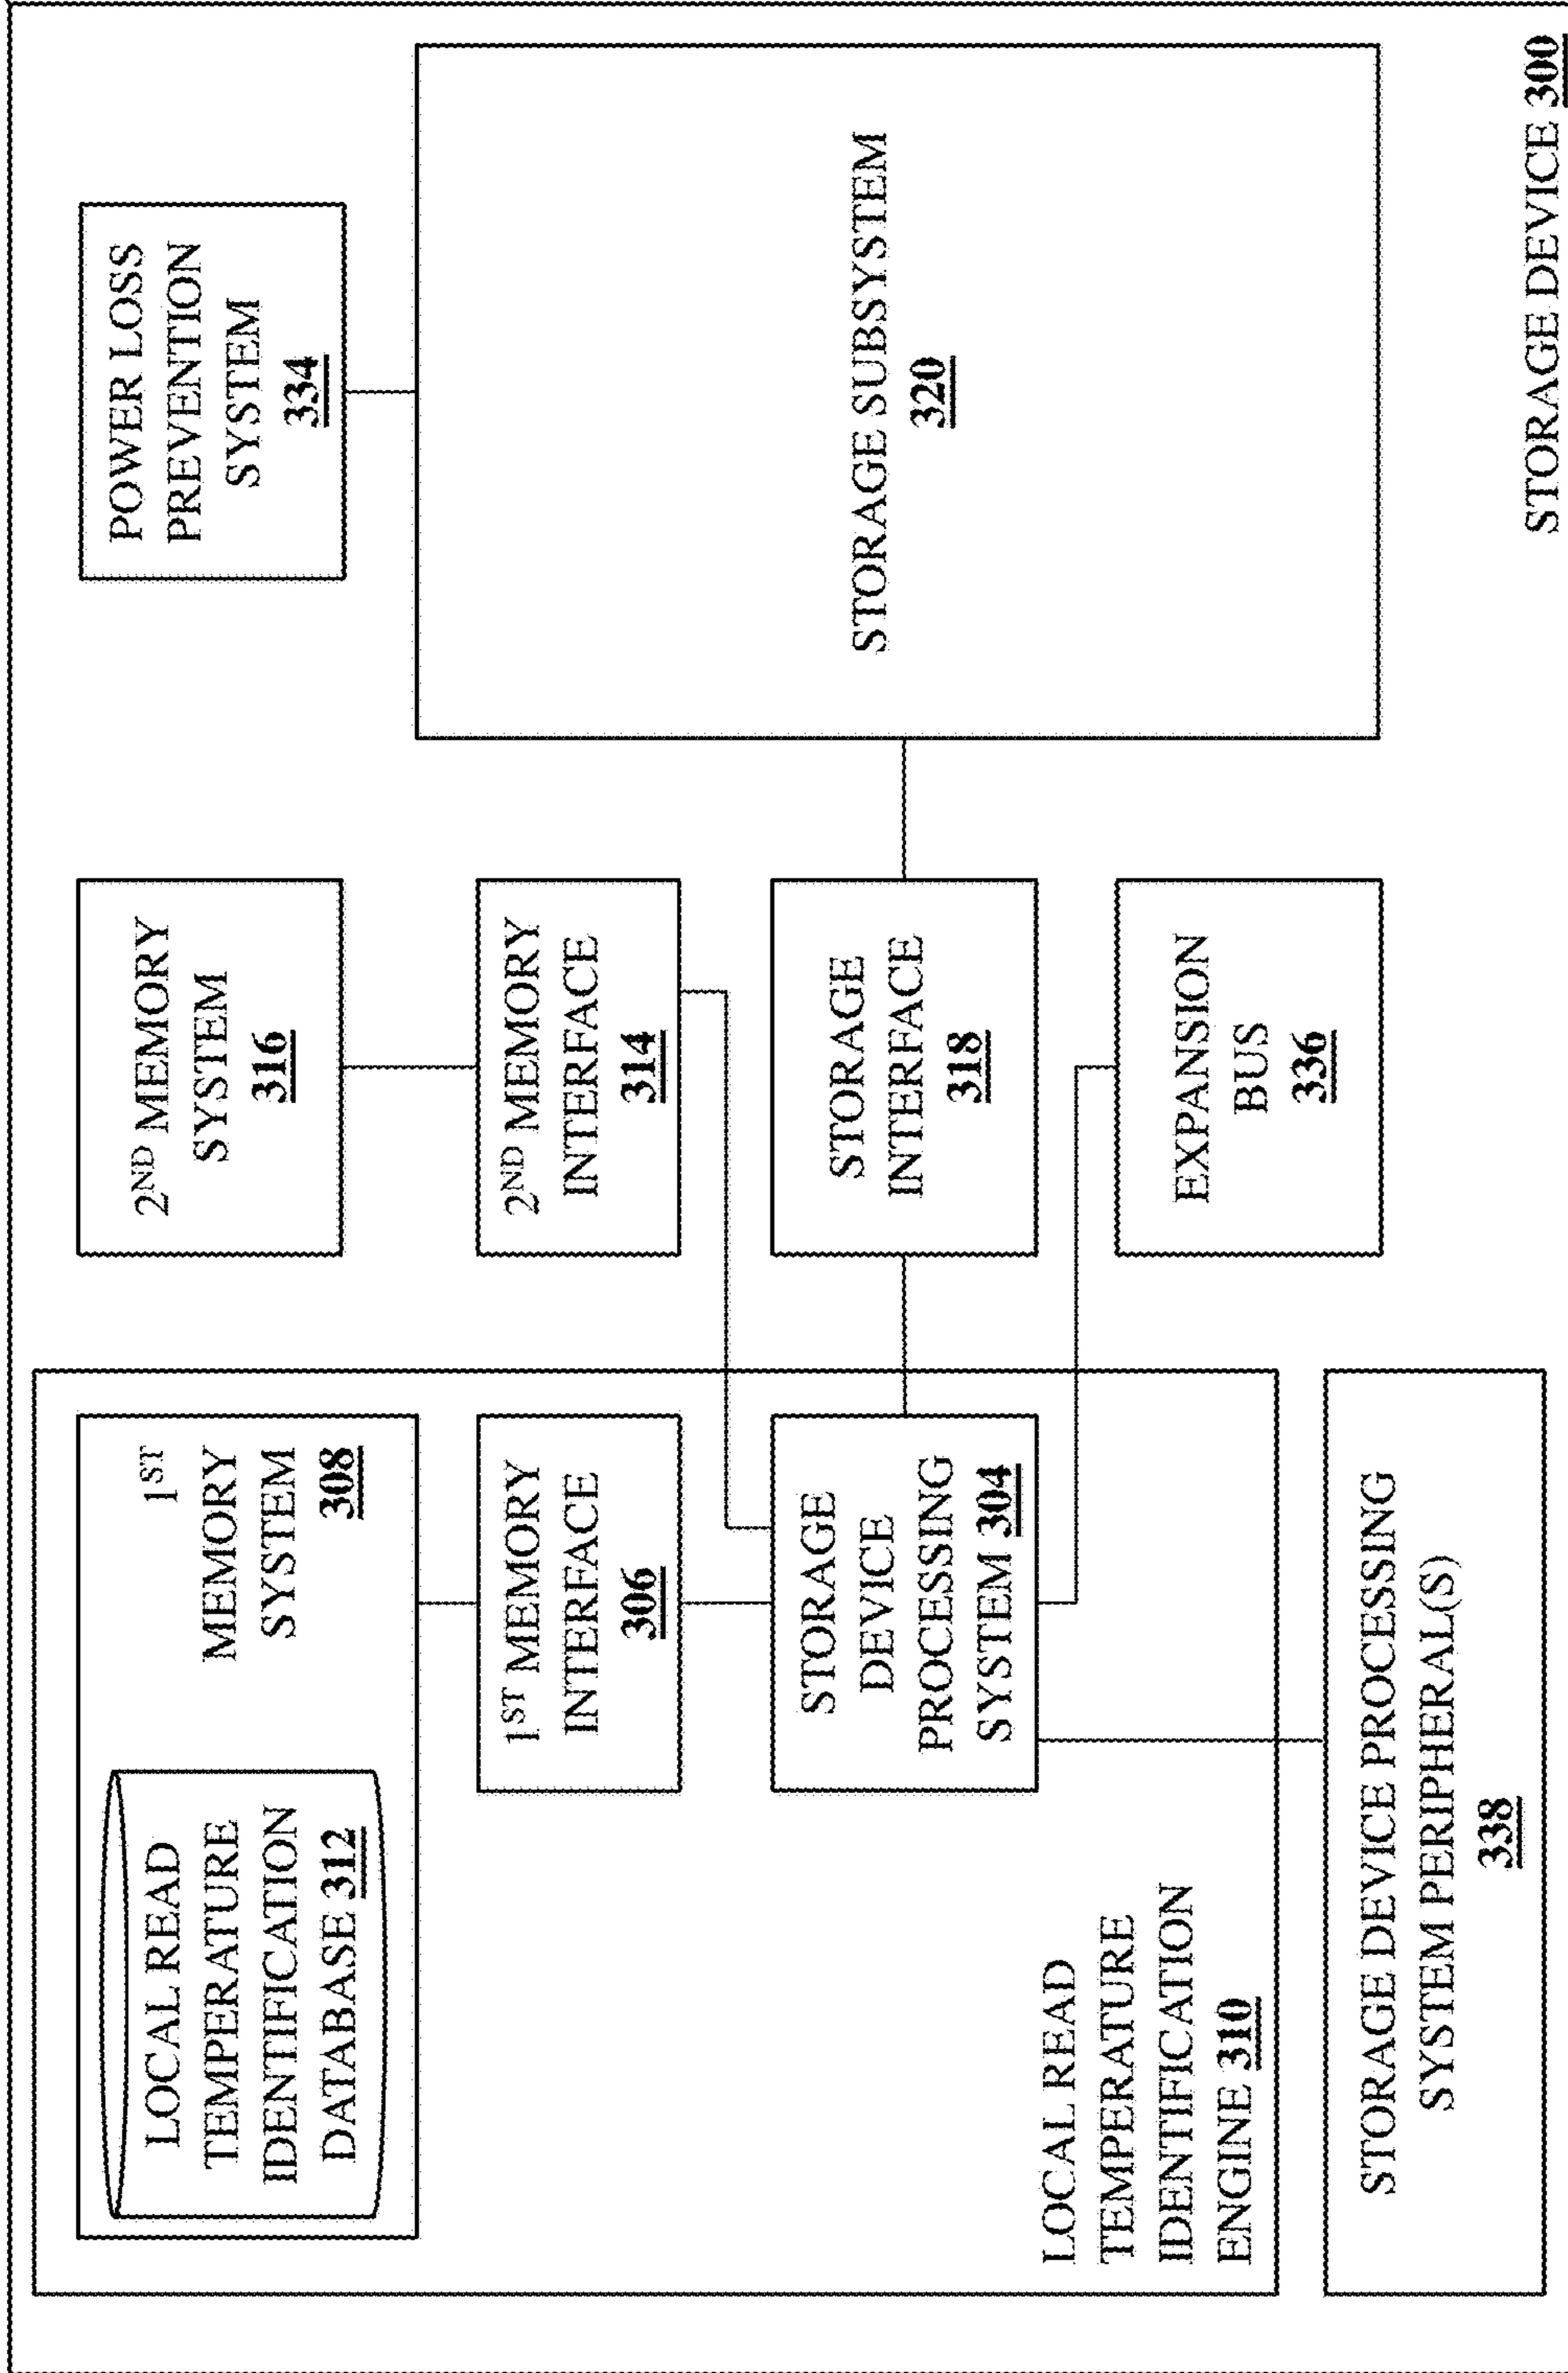 LOCAL READ
TEMPERATURE
IDENTIFICATION
DATABASE 312
1ST
MEMORY
SYSTEM
308
2ND MEMORY
SYSTEM
316
POWER LOSS
PREVENTION
SYSTEM
334
1ST MEMORY
INTERFACE
306
2ND MEMORY
INTERFACE
314
STORAGE
DEVICE
PROCESSING
SYSTEM 304
STORAGE
INTERFACE
318
STORAGE SUBSYSTEM
320
LOCAL READ
TEMPERATURE
IDENTIFICATION
ENGINE 310
EXPANSION
BUS
336
STORAGE DEVICE PROCESSING
SYSTEM PERIPHERAL(S)
338
STORAGE DEVICE 300